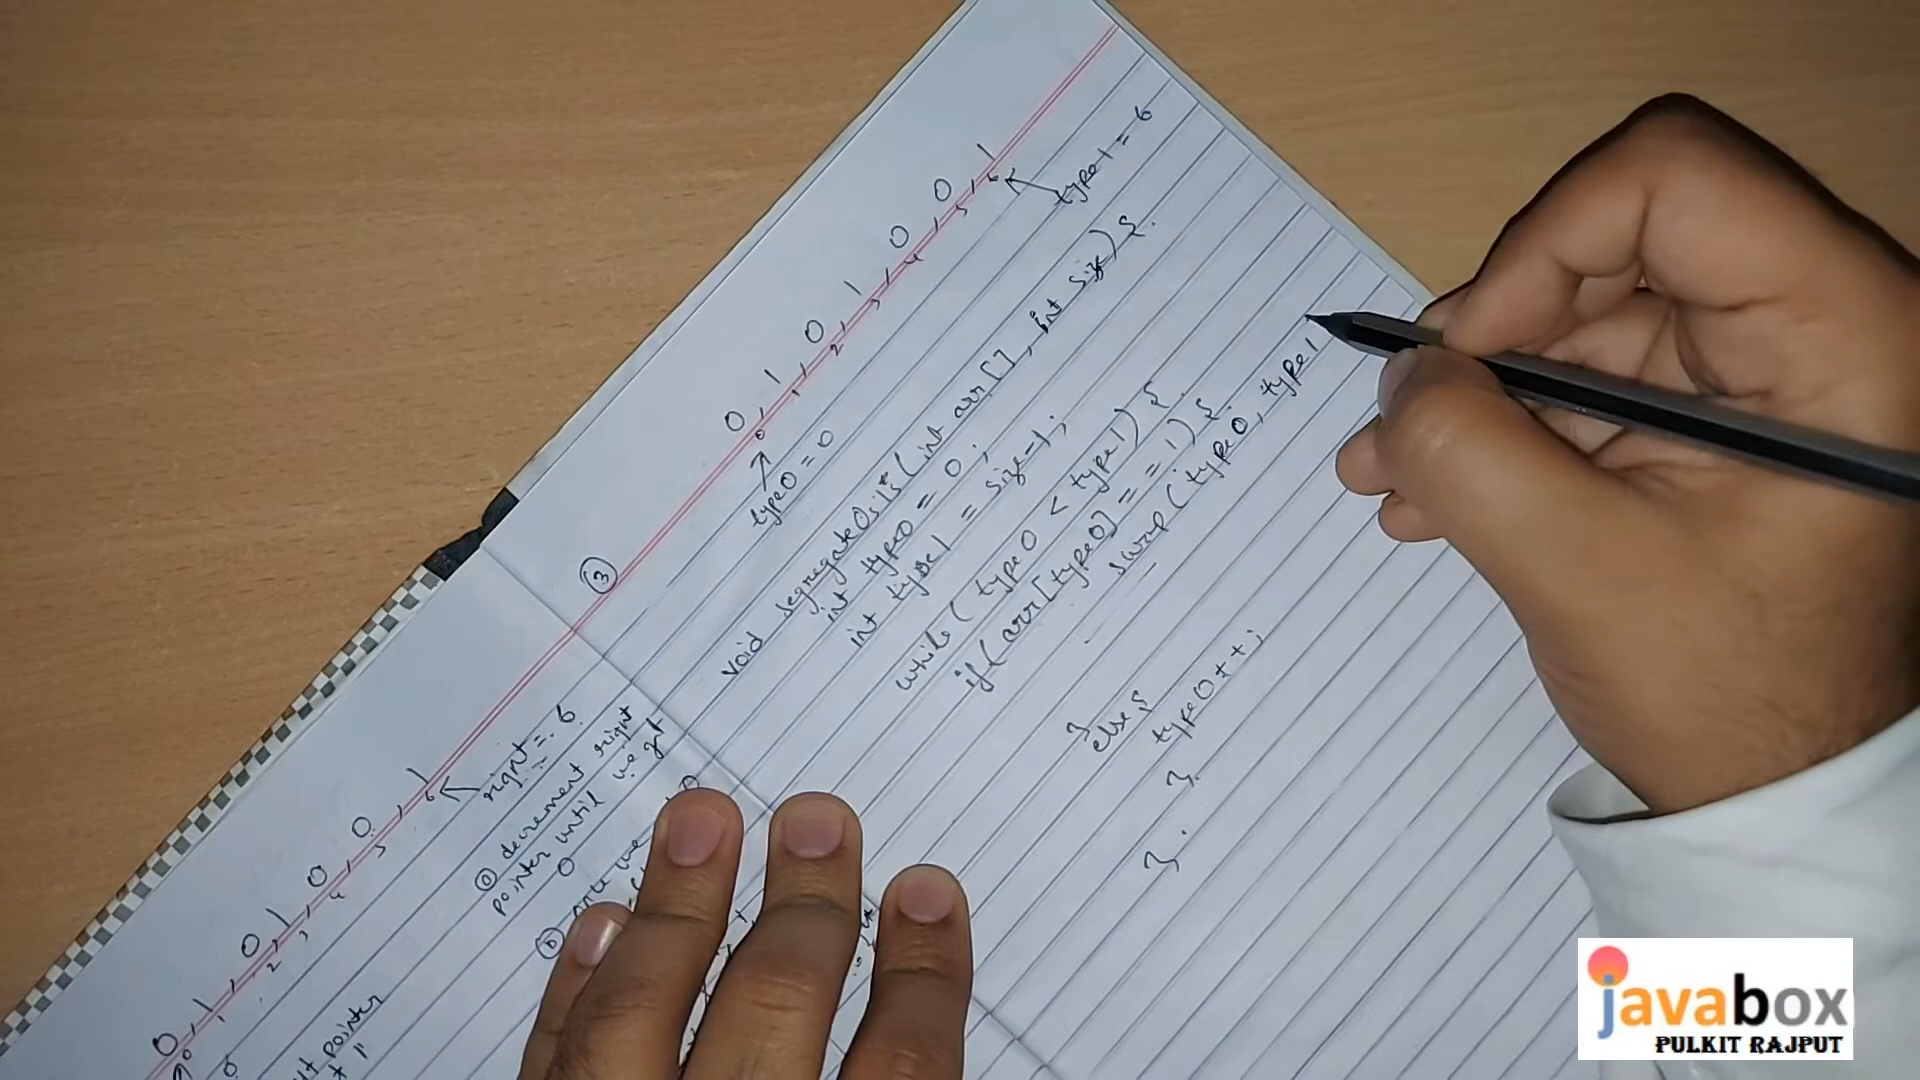 0, 1, 0, 1, 0, 0, 1
0 1 2 3 4 5 6
type0 = 0
type1 = 6
3
void segregate0s1s(int arr[], int size) {
int type0 = 0;
int type1 = size-1;
while( type0 < type1) {
if( arr[type0] == 1) {
swap( type0, type1
}
else {
type0++;
}
}
0, 1, 0, 1, 0, 0, 1
0 1 2 3 4 5 6
right = 6
a decrement right
pointer until we get
0
b once we
pointer
javabox
PULKIT RAJPUT